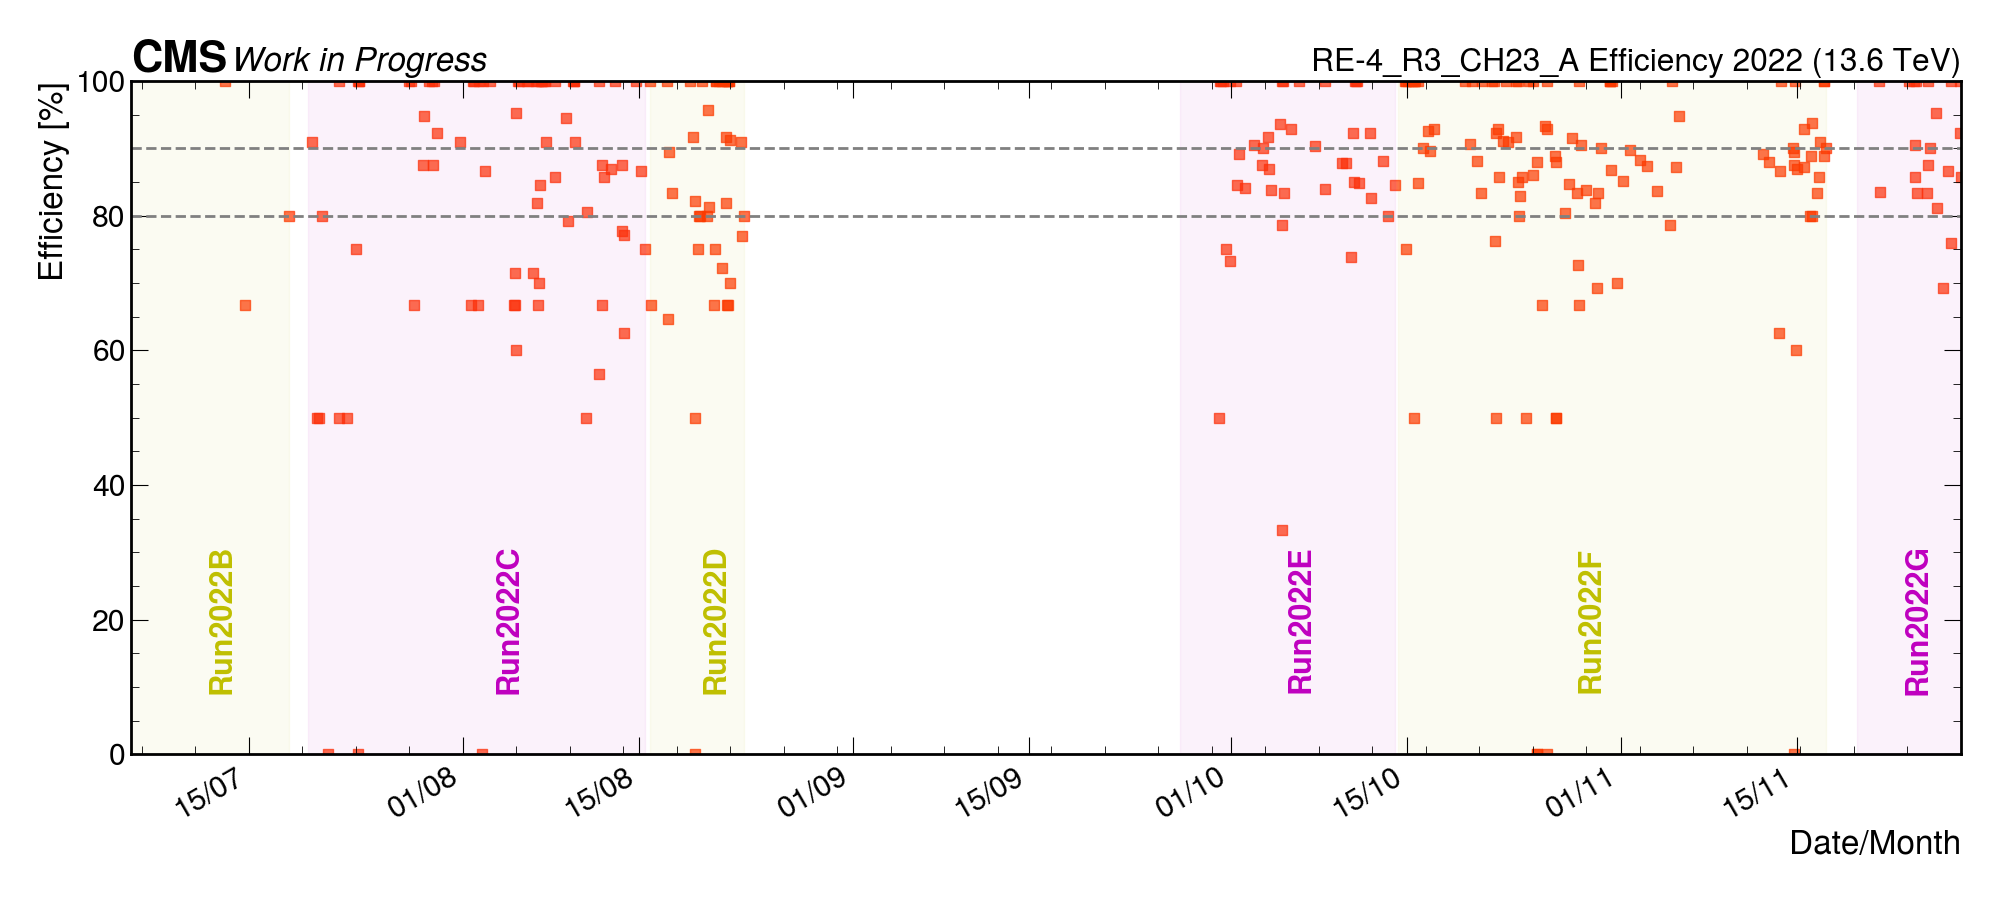 CMS Work in Progress
RE-4_R3_CH23_A Efficiency 2022 (13.6 TeV)
Efficiency [%]
100
80
60
40
20
0
Run2022B
Run2022C
Run2022D
Run2022E
Run2022F
Run2022G
15/07
01/08
15/08
01/09
15/09
01/10
15/10
01/11
15/11
Date/Month